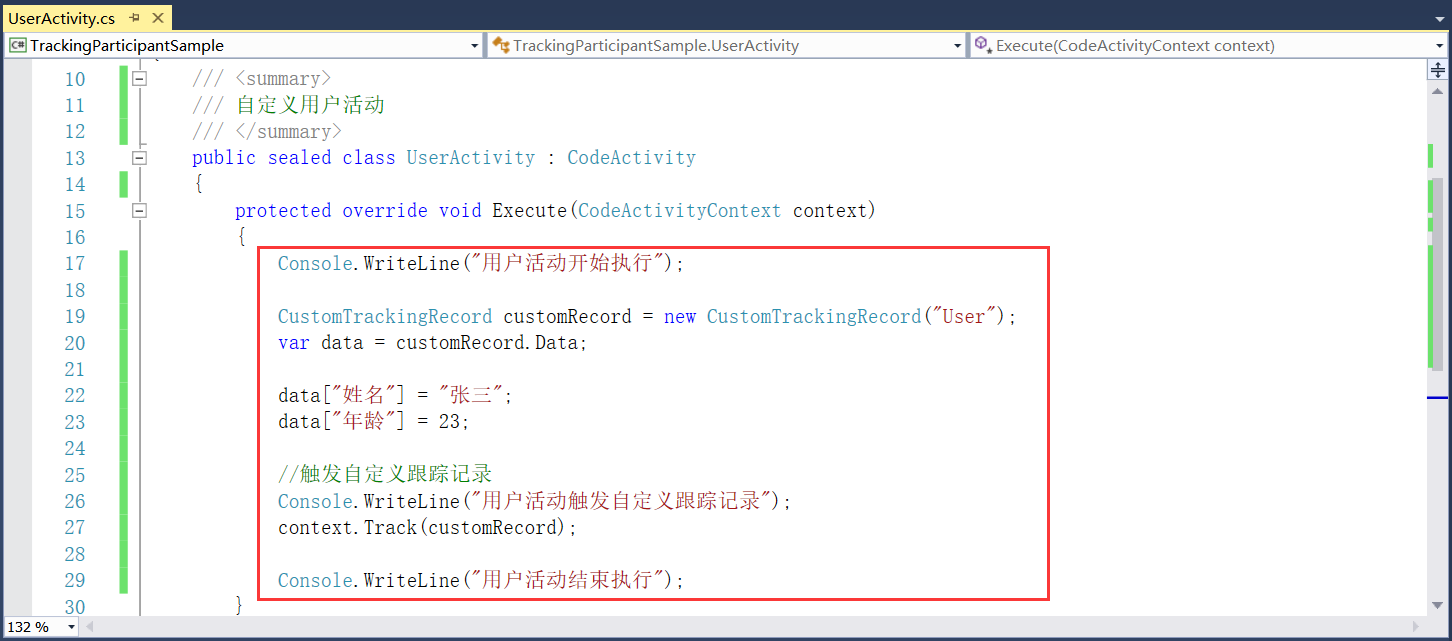 UserActivity.cs
C# TrackingParticipantSample
TrackingParticipantSample.UserActivity
Execute(CodeActivityContext context)
10 /// <summary>
11 /// 自定义用户活动
12 /// </summary>
13 public sealed class UserActivity : CodeActivity
14 {
15 protected override void Execute(CodeActivityContext context)
16 {
17 Console.WriteLine("用户活动开始执行");
18
19 CustomTrackingRecord customRecord = new CustomTrackingRecord("User");
20 var data = customRecord.Data;
21
22 data["姓名"] = "张三";
23 data["年龄"] = 23;
24
25 //触发自定义跟踪记录
26 Console.WriteLine("用户活动触发自定义跟踪记录");
27 context.Track(customRecord);
28
29 Console.WriteLine("用户活动结束执行");
30 }
132 %